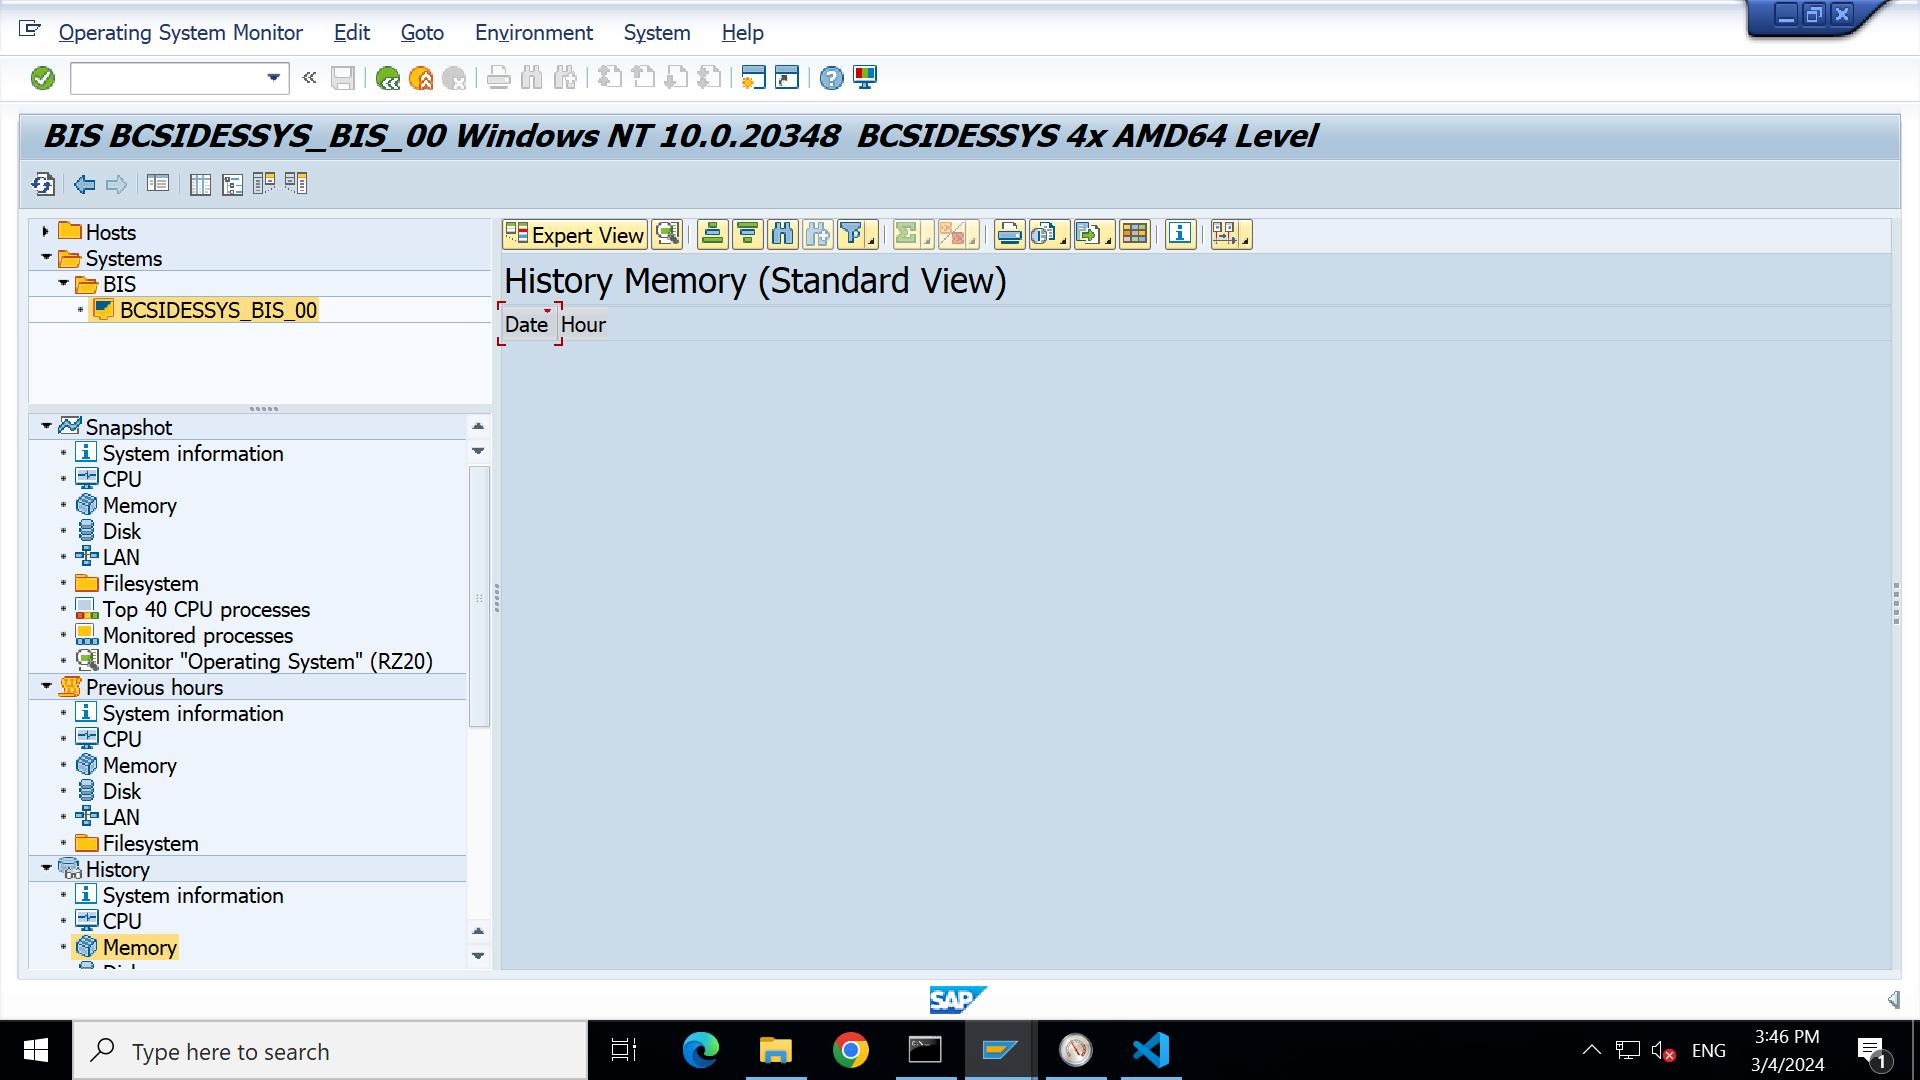 Operating System Monitor Edit Goto Environment System Help
BIS BCSIDESSYS_BIS_00 Windows NT 10.0.20348  BCSIDESSYS 4x AMD64 Level
Hosts
Systems
BIS
BCSIDESSYS_BIS_00
Snapshot
System information
CPU
Memory
Disk
LAN
Filesystem
Top 40 CPU processes
Monitored processes
Monitor "Operating System" (RZ20)
Previous hours
System information
CPU
Memory
Disk
LAN
Filesystem
History
System information
CPU
Memory
Expert View
History Memory (Standard View)
Date Hour
SAP
Type here to search
ENG
3:46 PM
3/4/2024
1